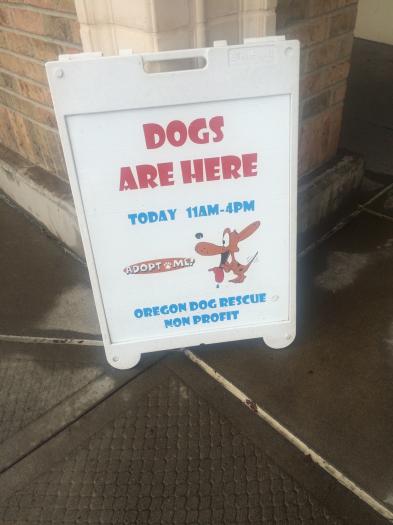 DOGS
ARE HERE
TODAY 11AM-4PM
ADOPT ME!
OREGON DOG RESCUE
NON PROFIT